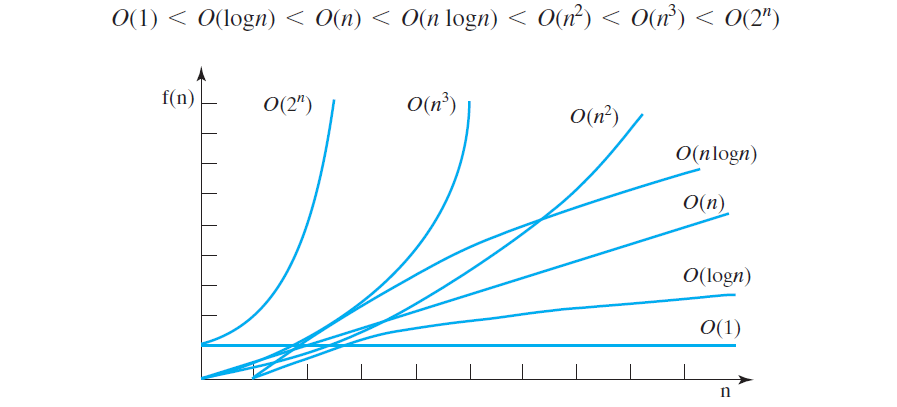 O(1) < O(logn) < O(n) < O(n logn) < O(n²) < O(n³) < O(2ⁿ)
f(n)
O(2ⁿ)
O(n³)
O(n²)
O(nlogn)
O(n)
O(logn)
O(1)
n